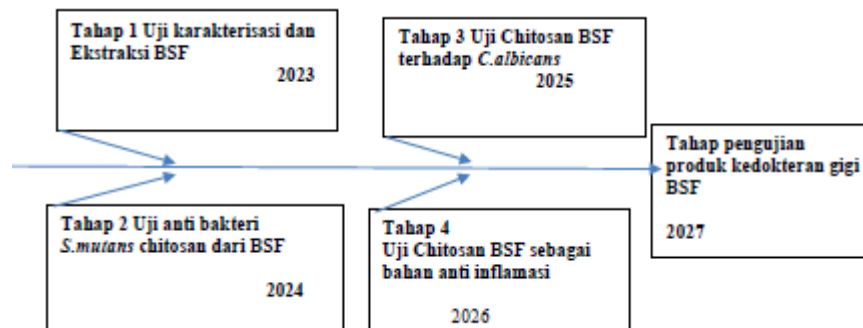 Tahap 1 Uji karakterisasi dan
Ekstraksi BSF
2023
Tahap 3 Uji Chitosan BSF
terhadap C.albicans
2025
Tahap pengujian
produk kedokteran gigi
BSF
2027
Tahap 2 Uji anti bakteri
S.mutans chitosan dari BSF
2024
Tahap 4
Uji Chitosan BSF sebagai
bahan anti inflamasi
2026